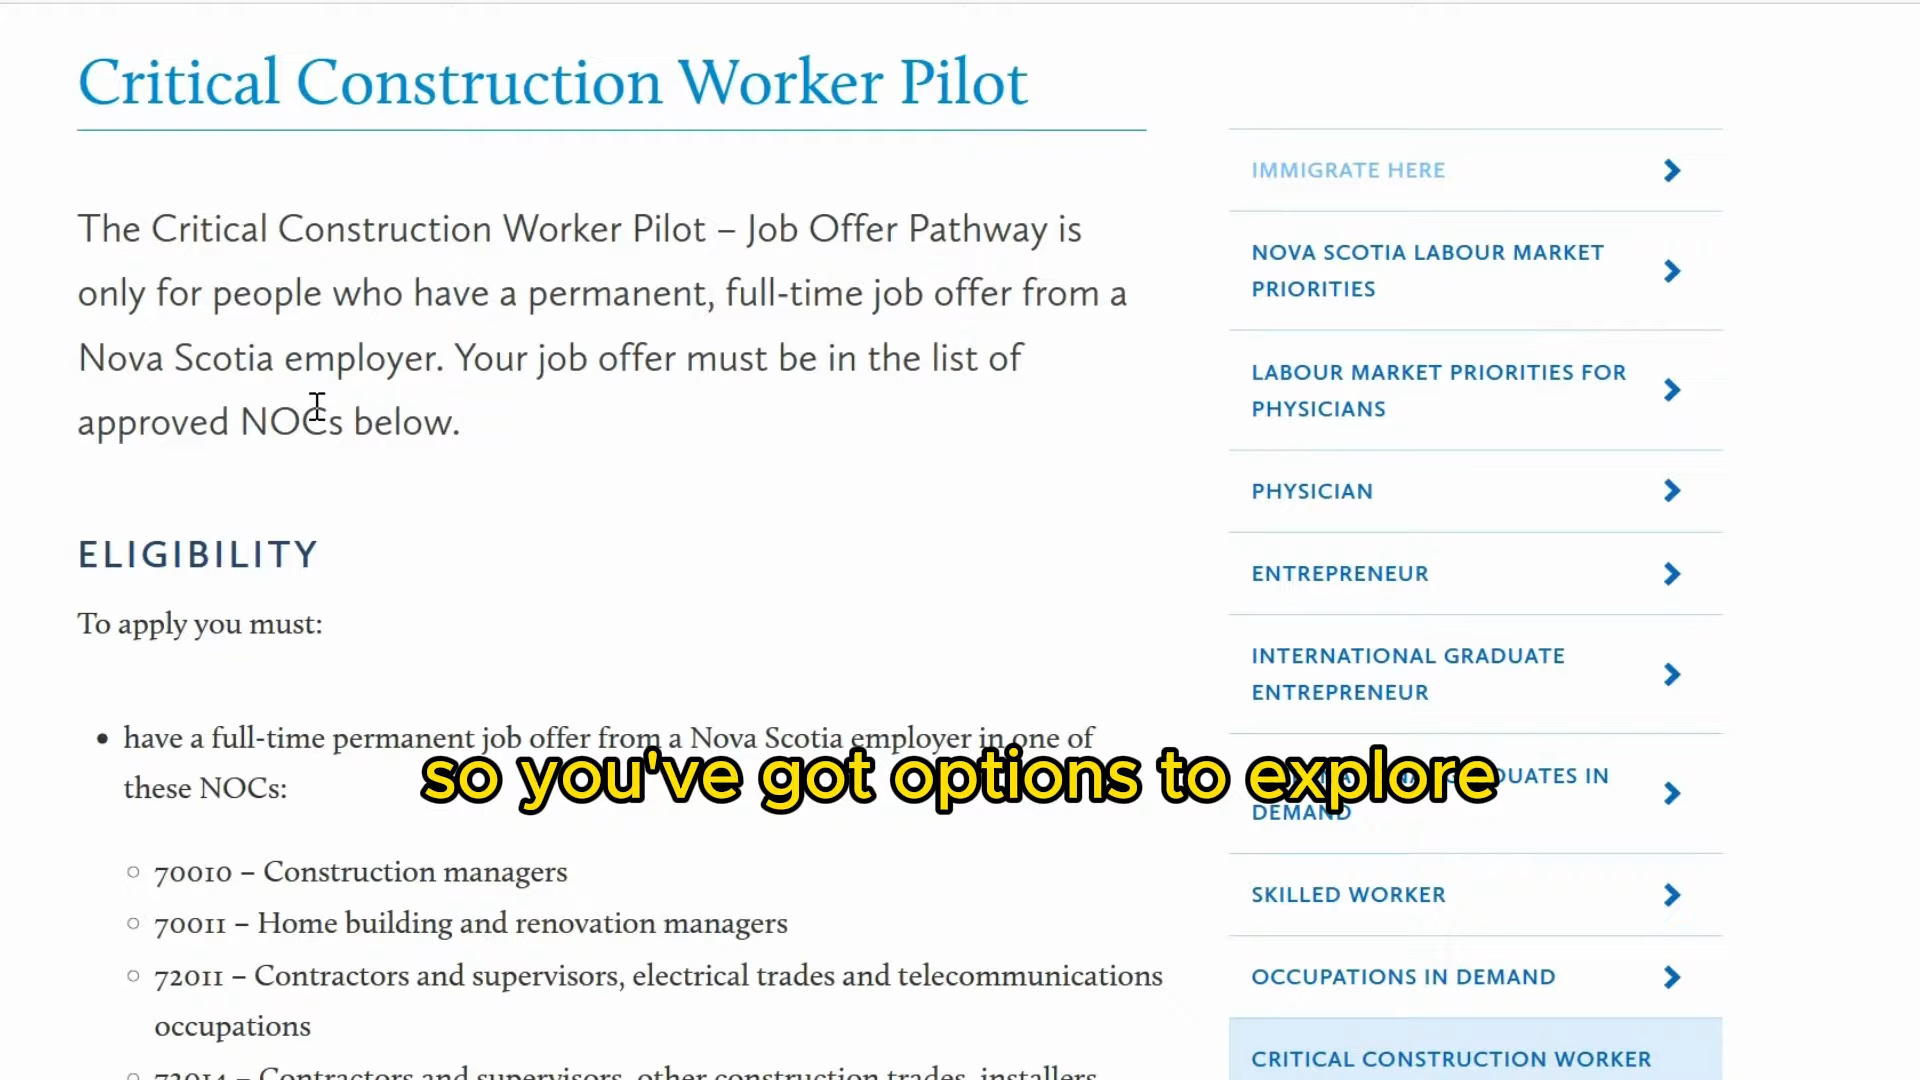 Critical Construction Worker Pilot
The Critical Construction Worker Pilot – Job Offer Pathway is
only for people who have a permanent, full-time job offer from a
Nova Scotia employer. Your job offer must be in the list of
approved NOCs below.
ELIGIBILITY
To apply you must:
• have a full-time permanent job offer from a Nova Scotia employer in one of
these NOCs:
so you've got options to explore
○ 70010 – Construction managers
○ 70011 – Home building and renovation managers
○ 72011 – Contractors and supervisors, electrical trades and telecommunications
occupations
○ 72014 – Contractors and supervisors, other construction trades, installers
IMMIGRATE HERE
NOVA SCOTIA LABOUR MARKET
PRIORITIES
LABOUR MARKET PRIORITIES FOR
PHYSICIANS
PHYSICIAN
ENTREPRENEUR
INTERNATIONAL GRADUATE
ENTREPRENEUR
GRADUATES IN
DEMAND
SKILLED WORKER
OCCUPATIONS IN DEMAND
CRITICAL CONSTRUCTION WORKER